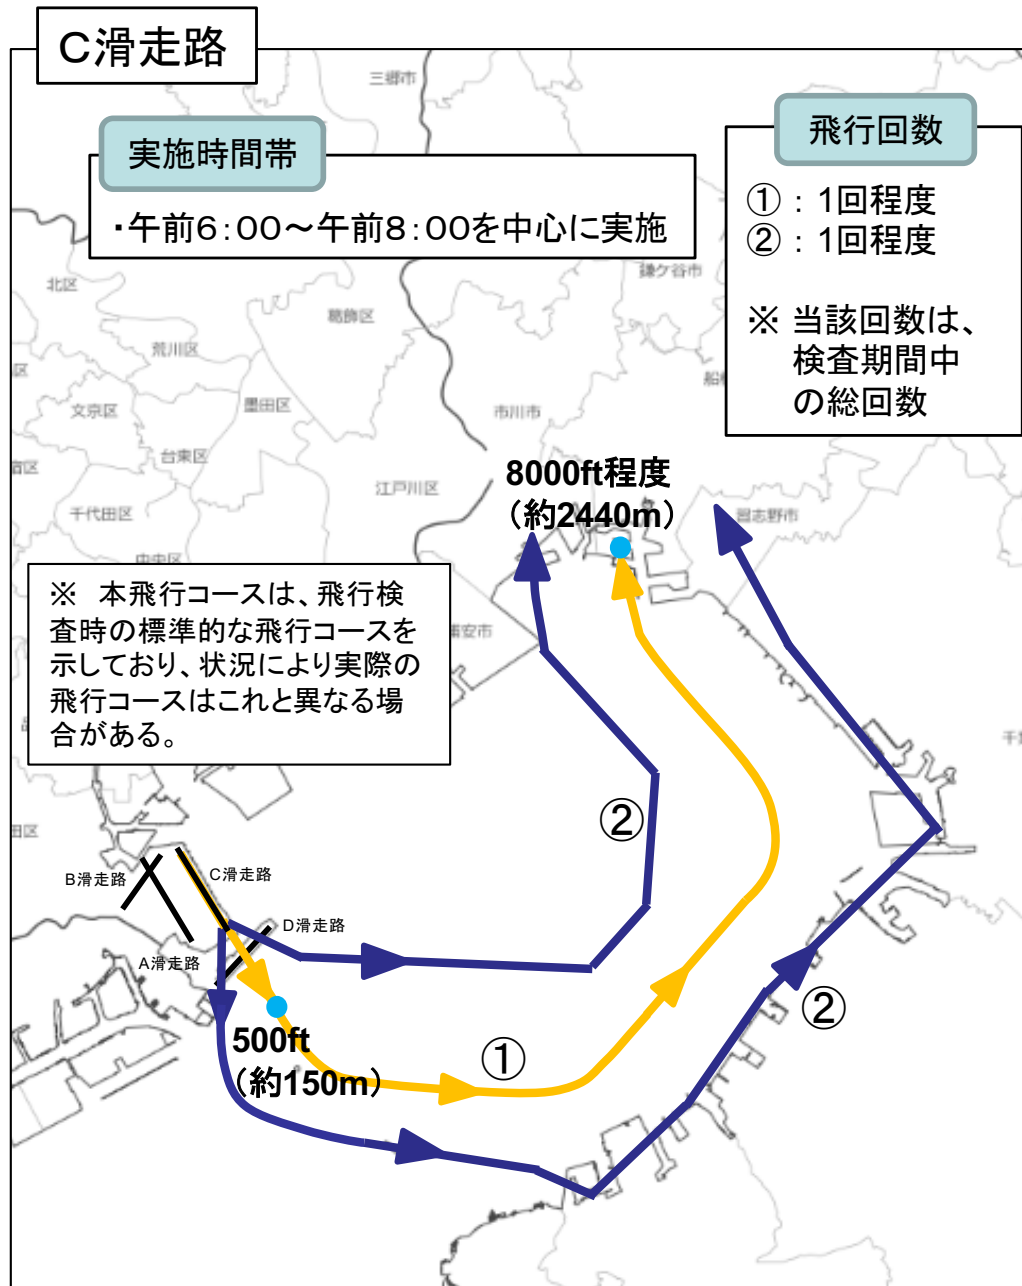 C滑走路
三郷市
実施時間帯
・午前6:00～午前8:00を中心に実施
飛行回数
① : 1回程度
② : 1回程度
※ 当該回数は、
検査期間中
の総回数
鎌ケ谷市
北区
葛飾区
荒川区
区
船
文京区
墨田区
市川市
台東区
区
江戸川区
8000ft程度
（約2440m）
千代田区
習志野市
中央区
※ 本飛行コースは、飛行検
査時の標準的な飛行コースを
示しており、状況により実際の
飛行コースはこれと異なる場
合がある。
浦安市
千
②
田区
B滑走路
C滑走路
D滑走路
A滑走路
②
500ft
（約150m）
①